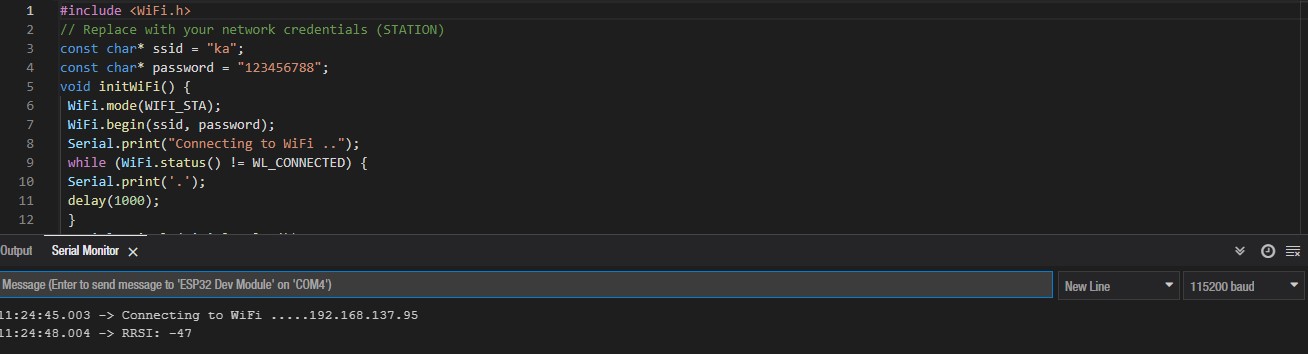 1 #include <WiFi.h>
2 // Replace with your network credentials (STATION)
3 const char* ssid = "ka";
4 const char* password = "123456788";
5 void initWiFi() {
6 WiFi.mode(WIFI_STA);
7 WiFi.begin(ssid, password);
8 Serial.print("Connecting to WiFi ..");
9 while (WiFi.status() != WL_CONNECTED) {
10 Serial.print('.');
11 delay(1000);
12 }
Output Serial Monitor
Message (Enter to send message to 'ESP32 Dev Module' on 'COM4') New Line 115200 baud
11:24:45.003 -> Connecting to WiFi .....192.168.137.95
11:24:48.004 -> RRSI: -47